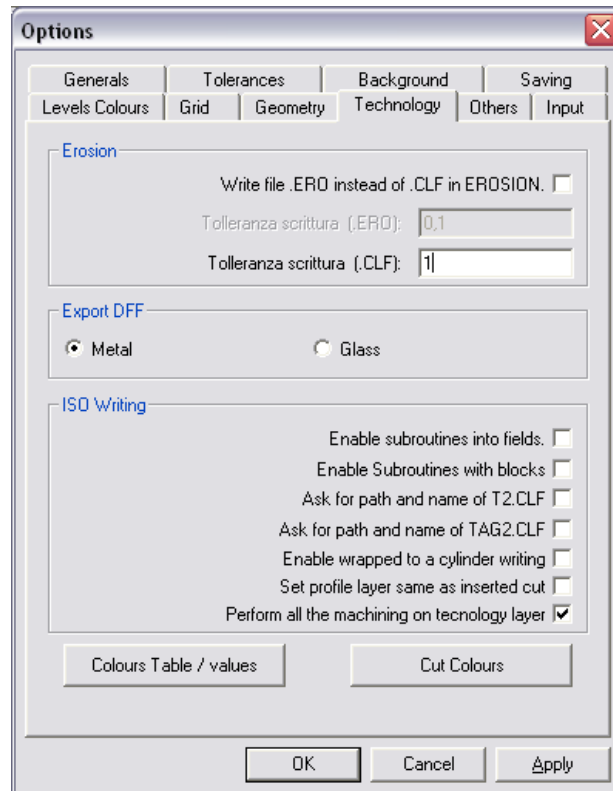 Options
Generals Tolerances Background Saving
Levels Colours Grid Geometry Technology Others Input
Erosion
Write file .ERO instead of .CLF in EROSION.
Tolleranza scrittura (.ERO): 0,1
Tolleranza scrittura (.CLF): 1
Export DFF
Metal Glass
ISO Writing
Enable subroutines into fields.
Enable Subroutines with blocks
Ask for path and name of T2.CLF
Ask for path and name of TAG2.CLF
Enable wrapped to a cylinder writing
Set profile layer same as inserted cut
Perform all the machining on tecnology layer
Colours Table / values Cut Colours
OK Cancel Apply